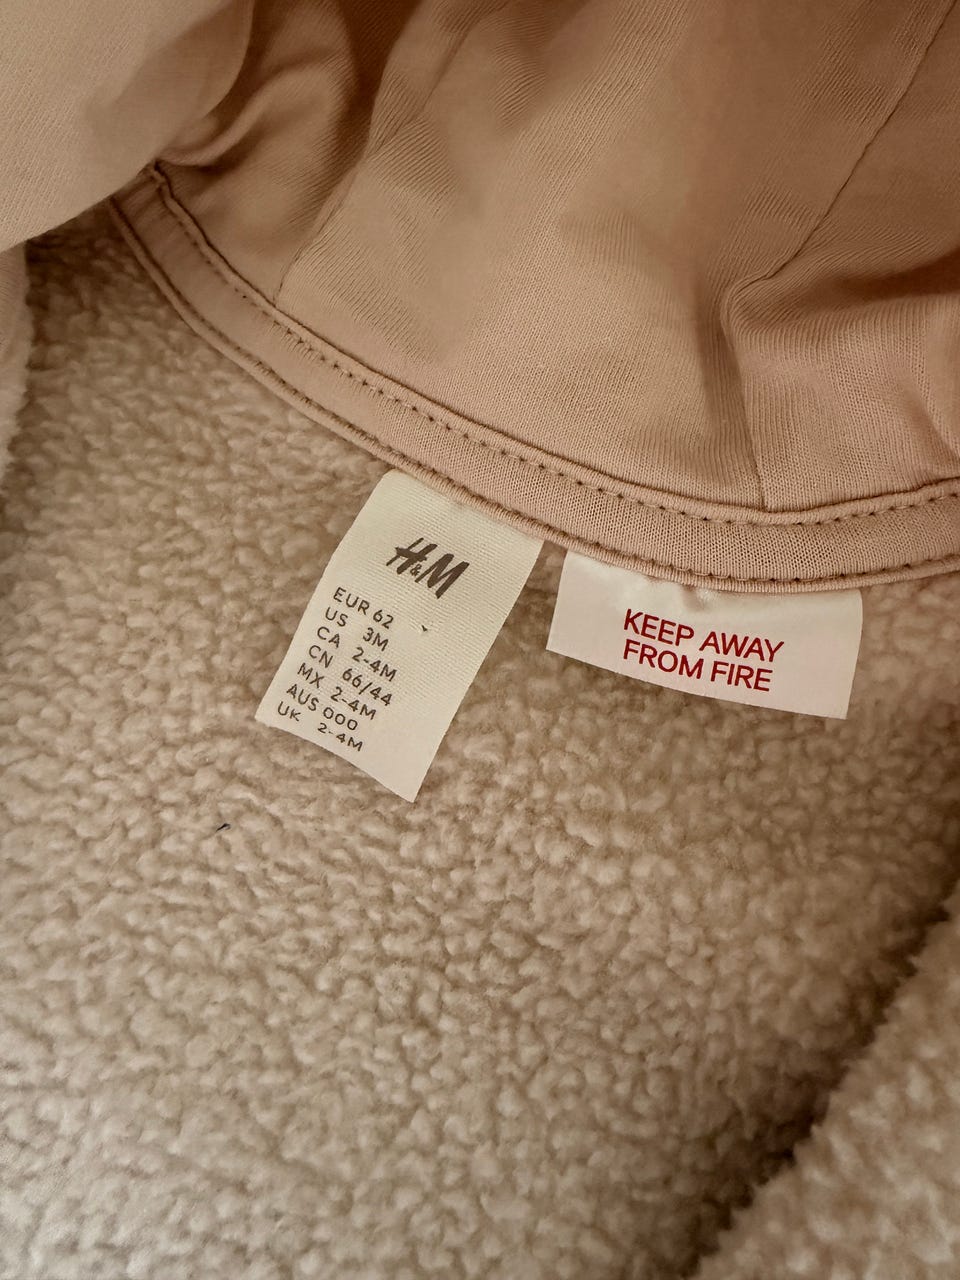 H&M
EUR 62
US 3M
CA 2-4M
CN 66/44
MX 2-4M
AUS 000
UK 2-4M
KEEP AWAY
FROM FIRE